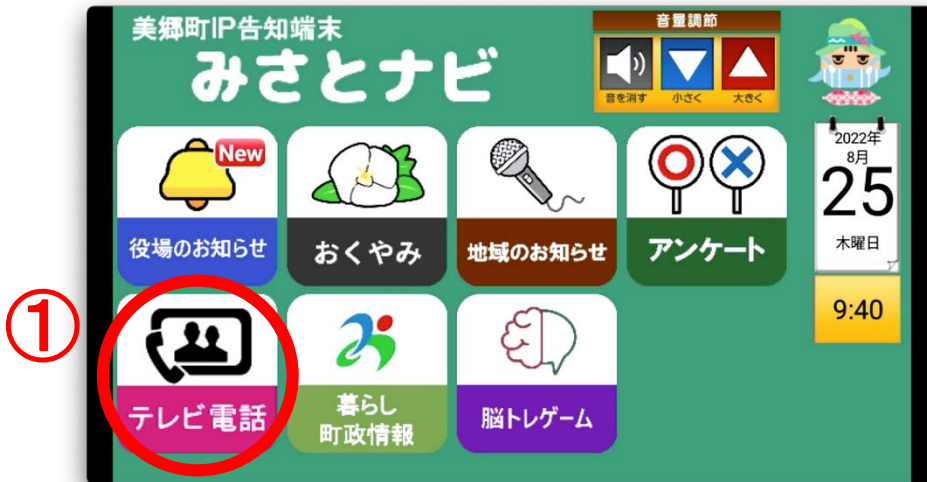 美郷町IP告知端末
みさとナビ
音量調節
音を消す
小さく
大きく
New
役場のお知らせ
おくやみ
地域のお知らせ
アンケート
2022年
8月
25
木曜日
9:40
①
テレビ電話
暮らし
町政情報
脳トレゲーム